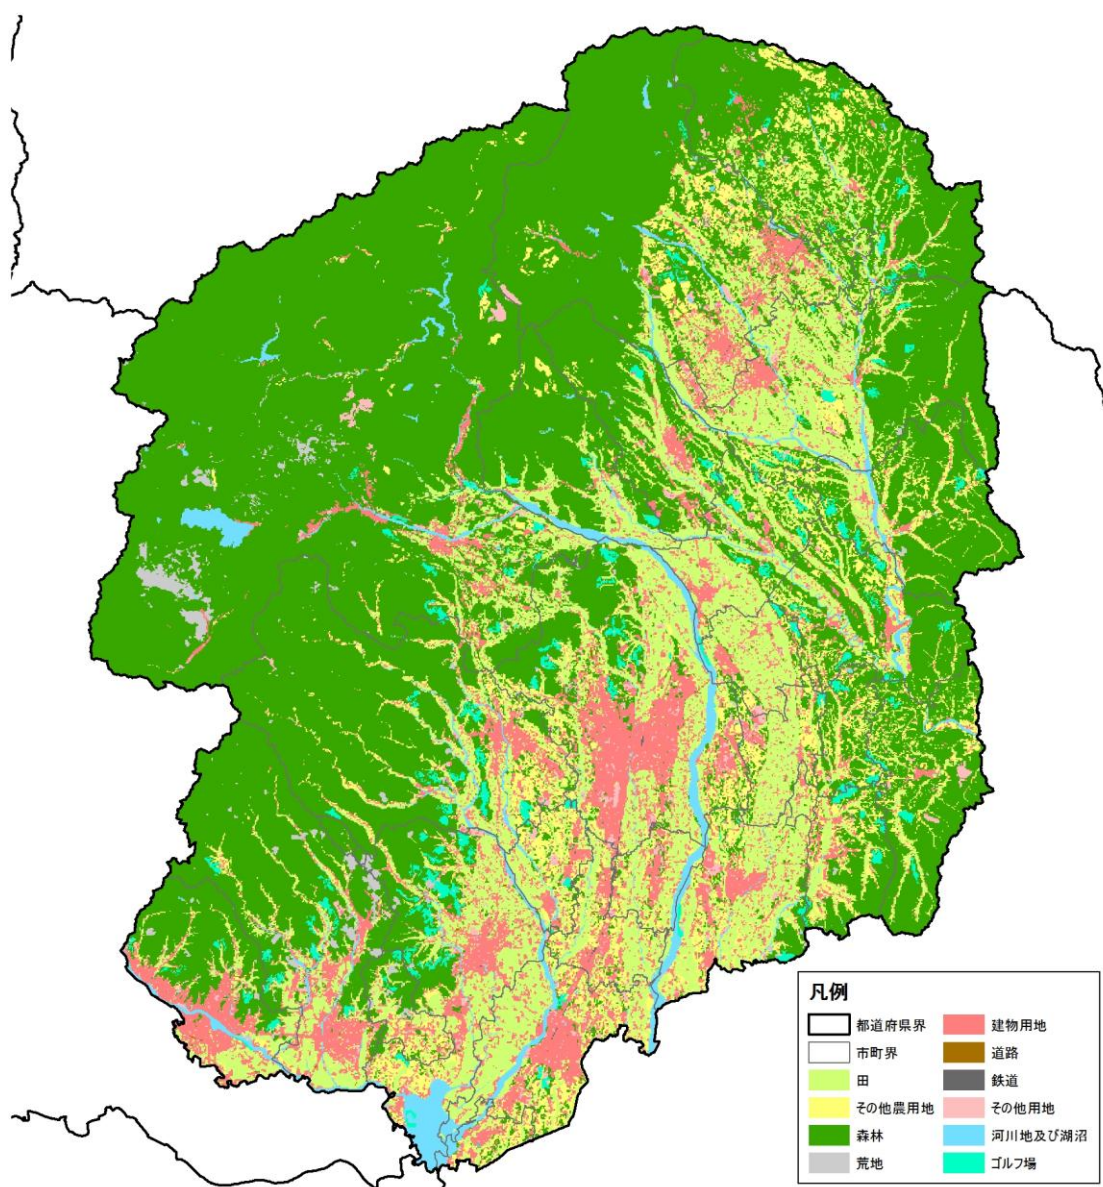 凡例
都道府県界
市町界
田
その他農用地
森林
荒地
建物用地
道路
鉄道
その他用地
河川地及び湖沼
ゴルフ場